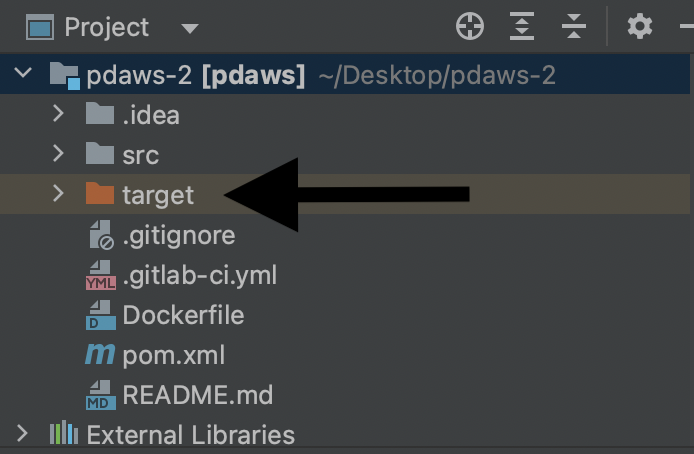 Project
pdaws-2 [pdaws] ~/Desktop/pdaws-2
.idea
src
target
.gitignore
YML .gitlab-ci.yml
D Dockerfile
m pom.xml
MD README.md
External Libraries